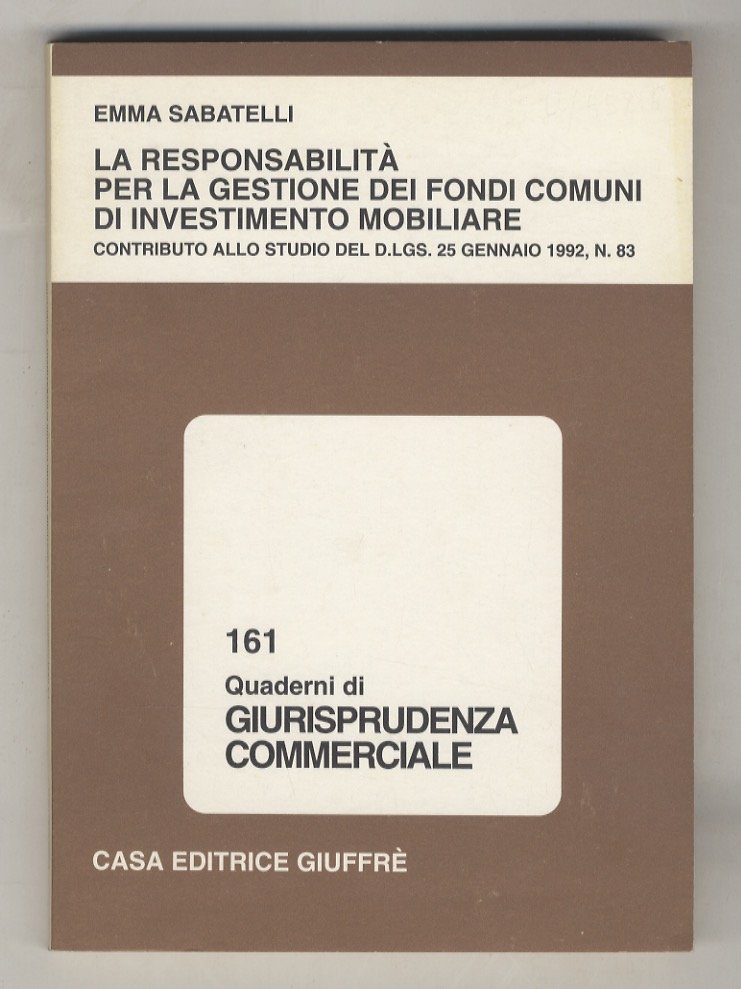 EMMA SABATELLI
LA RESPONSABILITÀ
PER LA GESTIONE DEI FONDI COMUNI
DI INVESTIMENTO MOBILIARE
CONTRIBUTO ALLO STUDIO DEL D.LGS. 25 GENNAIO 1992, N. 83
161
Quaderni di
GIURISPRUDENZA
COMMERCIALE
CASA EDITRICE GIUFFRÈ